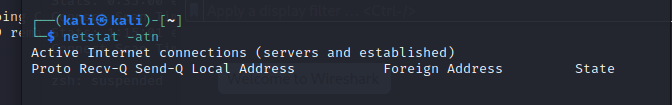 ┌──(kali㉿kali)-[~]
└─$ netstat -atn
Active Internet connections (servers and established)
Proto Recv-Q Send-Q Local Address           Foreign Address         State